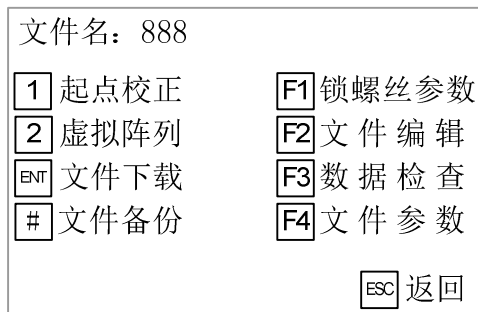 文件名：888
1 起点校正 F1 锁螺丝参数
2 虚拟阵列 F2 文件编辑
ENT 文件下载 F3 数据检查
# 文件备份 F4 文件参数
ESC 返回